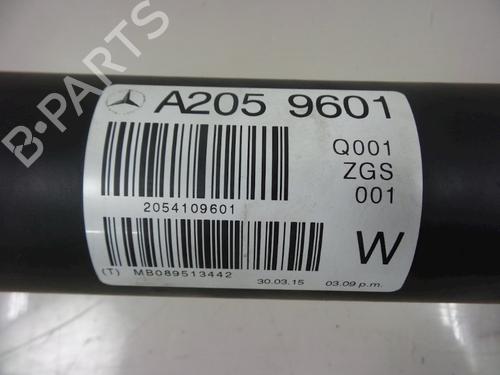 A205 9601
Q001
ZGS
001
2054109601
W
(T) MB089513442
30.03.15 03.09 p.m.
B-PARTS